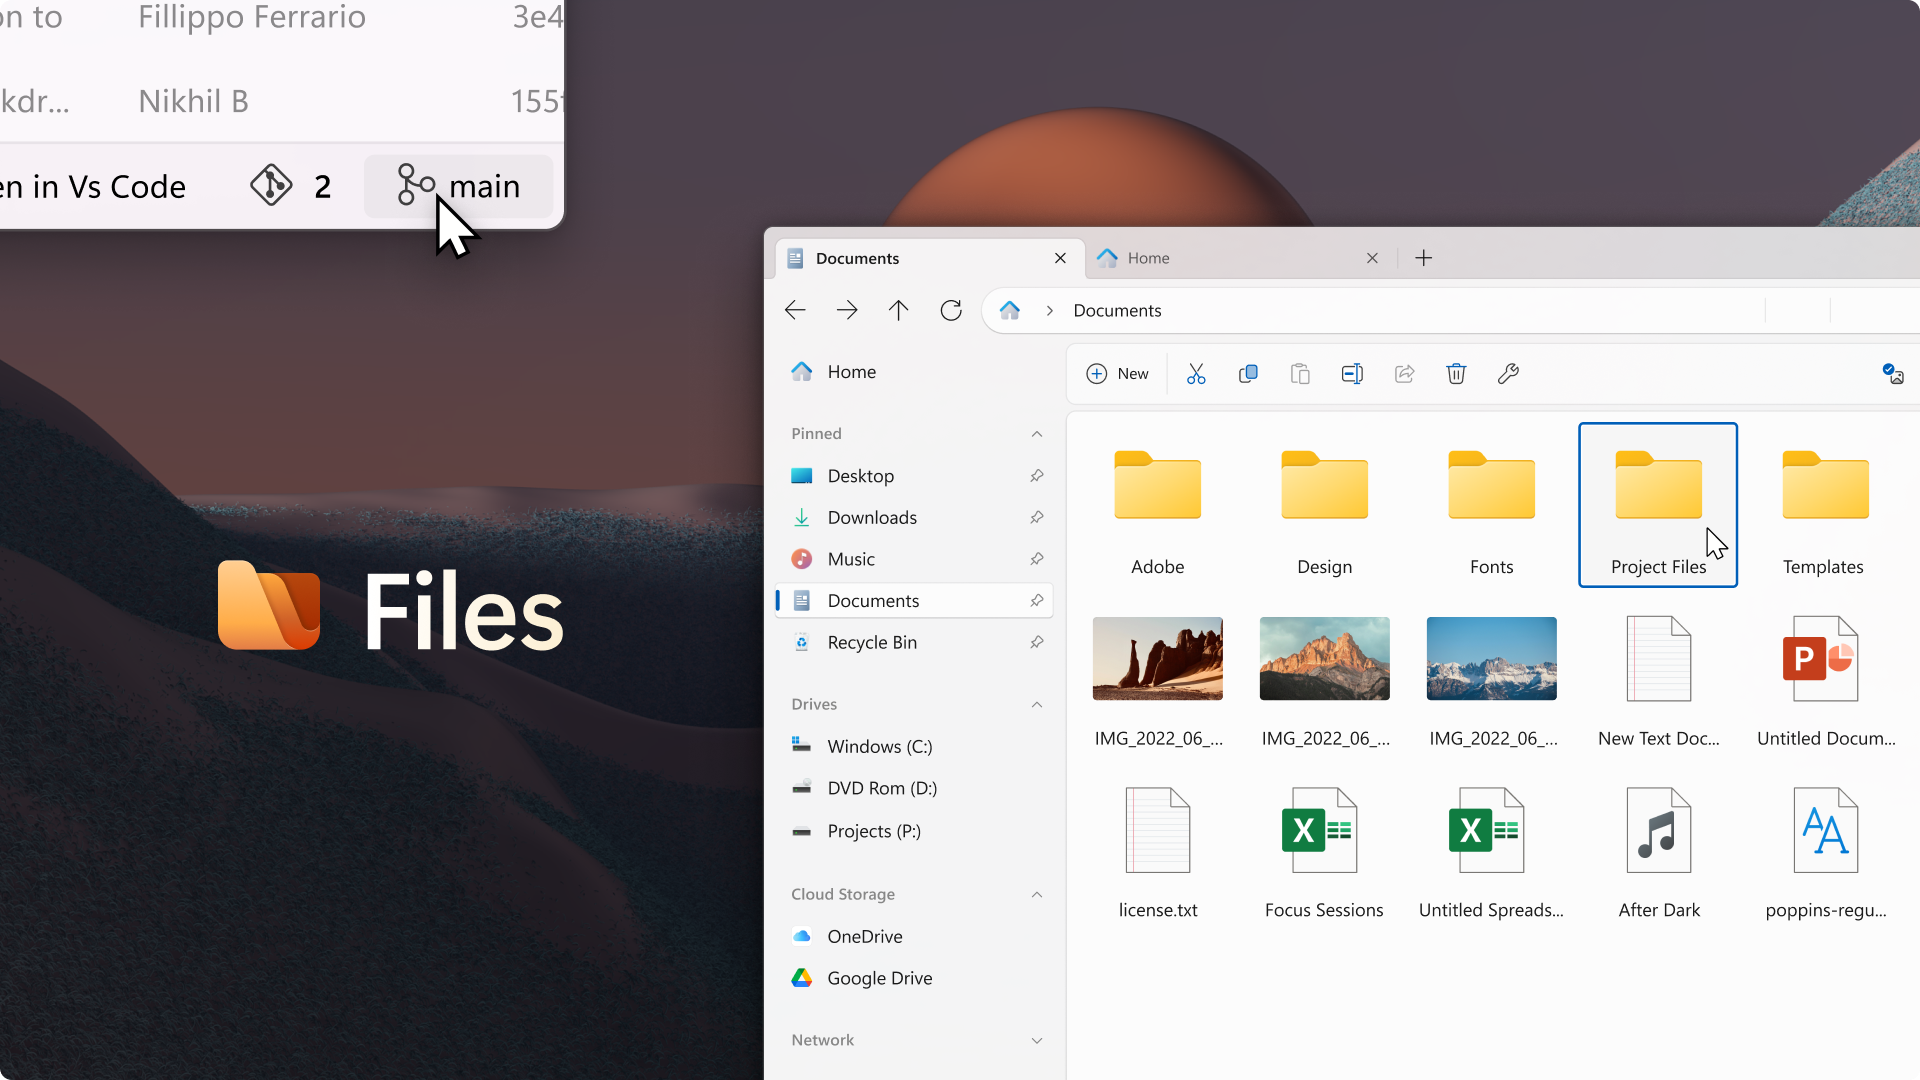 on to Fillippo Ferrario 3e4
kdr... Nikhil B 155
en in Vs Code 2 main
Files
Documents Home
Documents
Home
New
Pinned
Desktop
Downloads
Music
Documents
Recycle Bin
Drives
Windows (C:)
DVD Rom (D:)
Projects (P:)
Cloud Storage
OneDrive
Google Drive
Network
Adobe Design Fonts Project Files Templates
P
IMG_2022_06_... IMG_2022_06_... IMG_2022_06_... New Text Doc... Untitled Docum...
X X AA
license.txt Focus Sessions Untitled Spreads... After Dark poppins-regu...